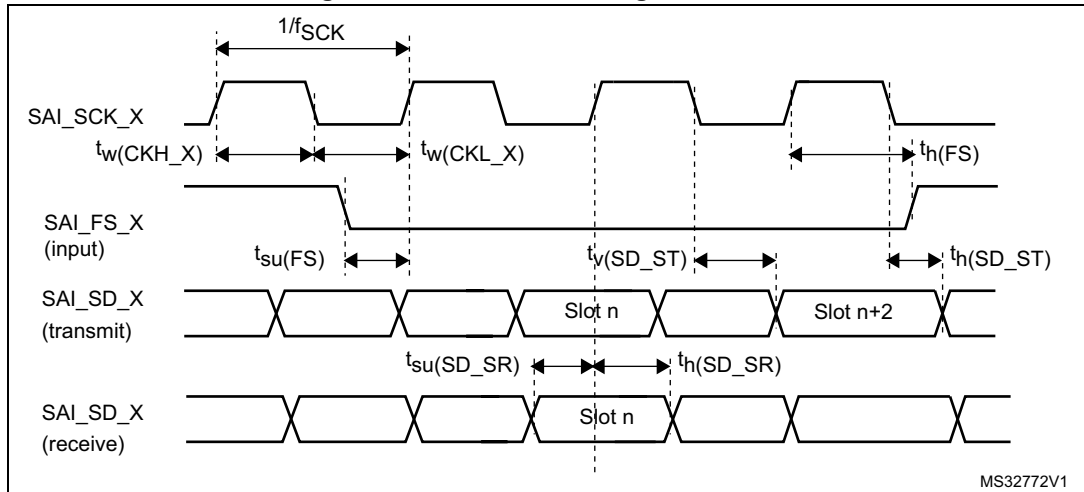 1/fSCK
SAI_SCK_X
tw(CKH_X)
tw(CKL_X)
th(FS)
SAI_FS_X
(input)
tsu(FS)
tv(SD_ST)
th(SD_ST)
SAI_SD_X
(transmit)
Slot n
Slot n+2
tsu(SD_SR)
th(SD_SR)
SAI_SD_X
(receive)
Slot n
MS32772V1